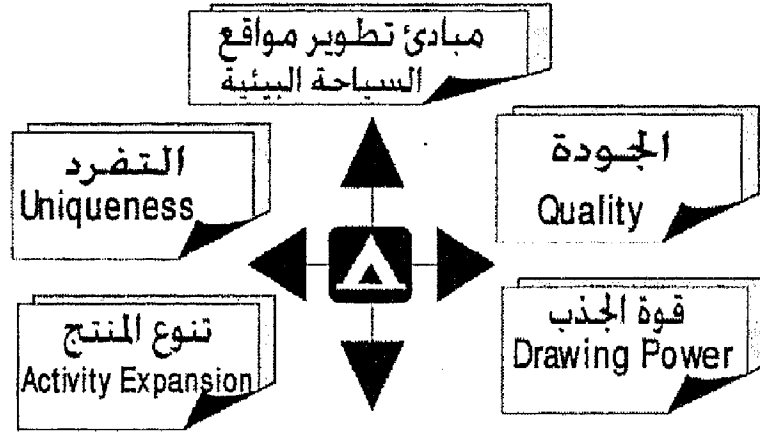 مبادئ تطوير مواقع
السياحة البيئية
الجودة
Quality
التفرد
Uniqueness
قوة الجذب
Drawing Power
تنوع المنتج
Activity Expansion